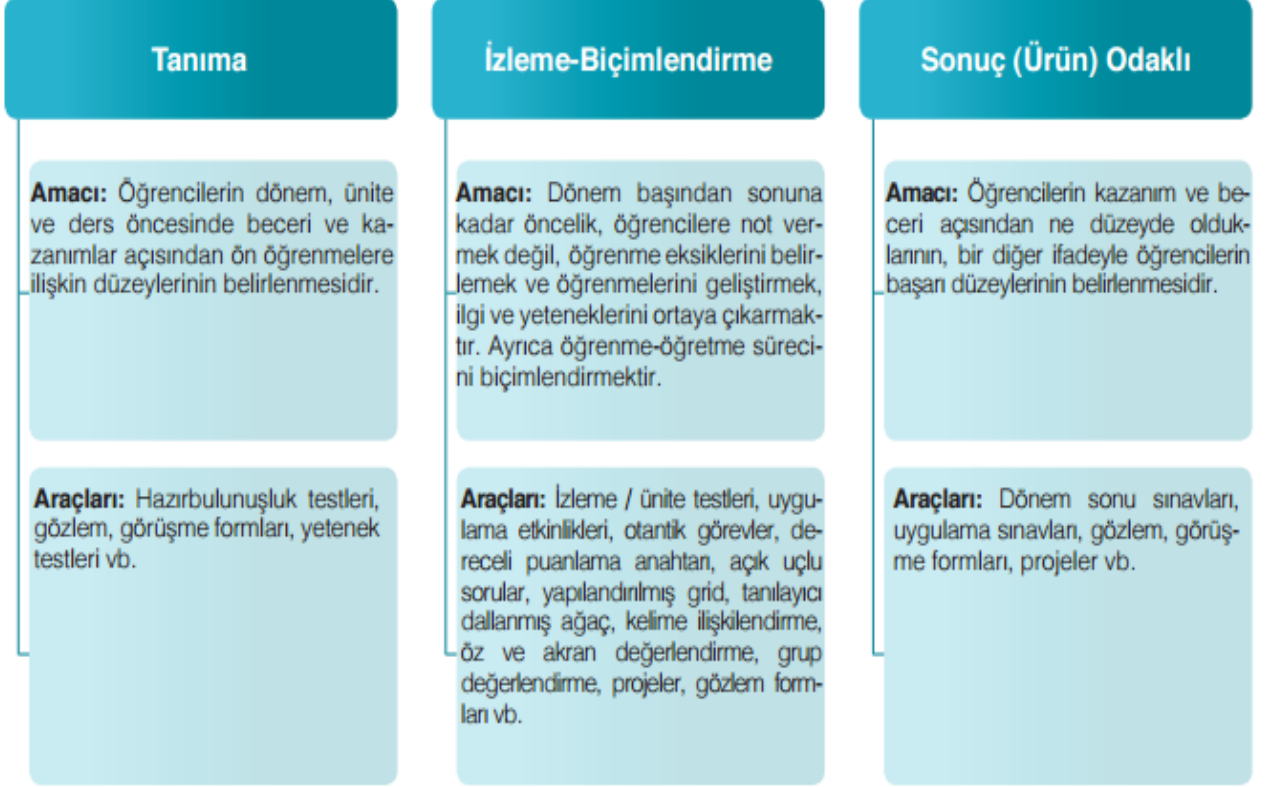 Tanıma
Amacı: Öğrencilerin dönem, ünite
ve ders öncesinde beceri ve ka-
zanımlar açısından ön öğrenmelere
ilişkin düzeylerinin belirlenmesidir.
Araçları: Hazırbulunuşluk testleri,
gözlem, görüşme formları, yetenek
testleri vb.
İzleme-Biçimlendirme
Amacı: Dönem başından sonuna
kadar öncelik, öğrencilere not ver-
mek değil, öğrenme eksiklerini belir-
lemek ve öğrenmelerini geliştirmek,
ilgi ve yeteneklerini ortaya çıkarmak-
tır. Ayrıca öğrenme-öğretme süreci-
ni biçimlendirmektir.
Araçları: İzleme / ünite testleri, uygu-
lama etkinlikleri, otantik görevler, de-
receli puanlama anahtarı, açık uçlu
sorular, yapılandırılmış grid, tanılayıcı
dallanmış ağaç, kelime ilişkilendirme,
öz ve akran değerlendirme, grup
değerlendirme, projeler, gözlem form-
ları vb.
Sonuç (Ürün) Odaklı
Amacı: Öğrencilerin kazanım ve be-
ceri açısından ne düzeyde olduk-
larının, bir diğer ifadeyle öğrencilerin
başarı düzeylerinin belirlenmesidir.
Araçları: Dönem sonu sınavları,
uygulama sınavları, gözlem, görüş-
me formları, projeler vb.